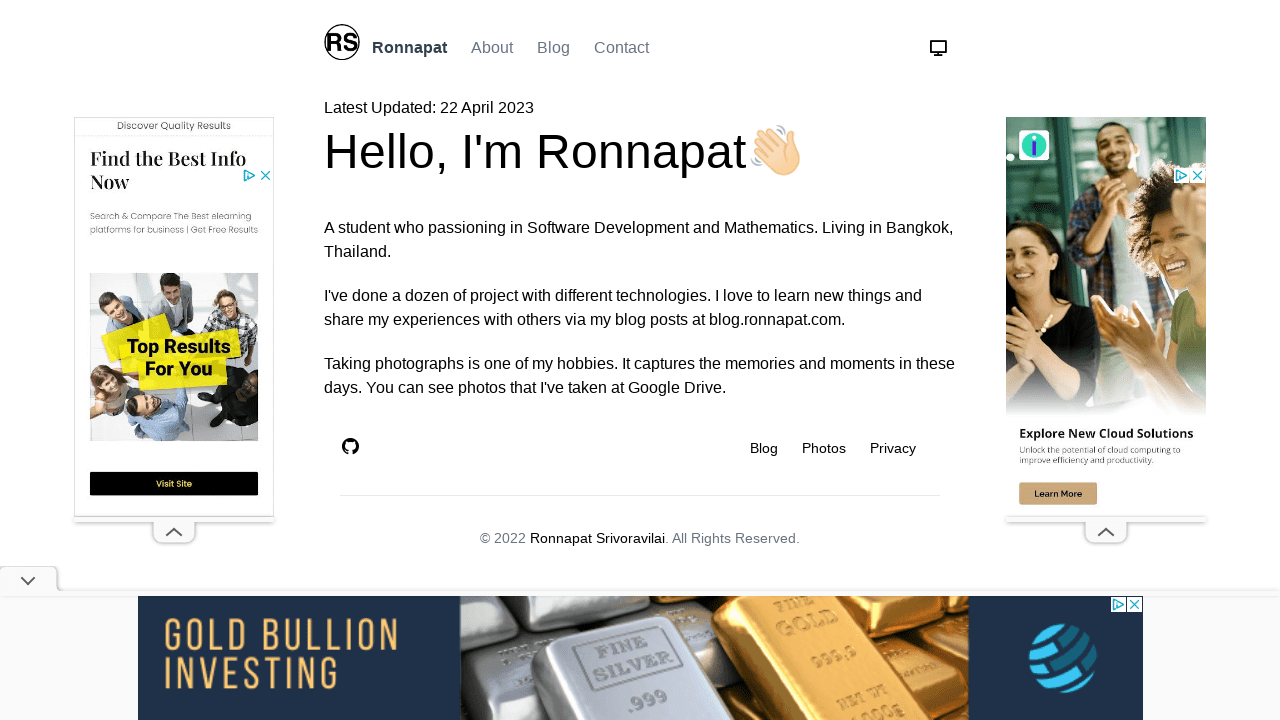 RS
Ronnapat
About
Blog
Contact
Latest Updated: 22 April 2023
Hello, I'm Ronnapat👋🏻
A student who passioning in Software Development and Mathematics. Living in Bangkok,
Thailand.
I've done a dozen of project with different technologies. I love to learn new things and
share my experiences with others via my blog posts at blog.ronnapat.com.
Taking photographs is one of my hobbies. It captures the memories and moments in these
days. You can see photos that I've taken at Google Drive.
Blog
Photos
Privacy
© 2022 Ronnapat Srivoravilai. All Rights Reserved.
Discover Quality Results
Find the Best Info
Now
Search & Compare The Best elearning
platforms for business | Get Free Results
Top Results
For You
Visit Site
Explore New Cloud Solutions
Unlock the potential of cloud computing to
improve efficiency and productivity.
Learn More
GOLD BULLION
INVESTING
FINE
SILVER
.999
FINE
GOLD
999,9